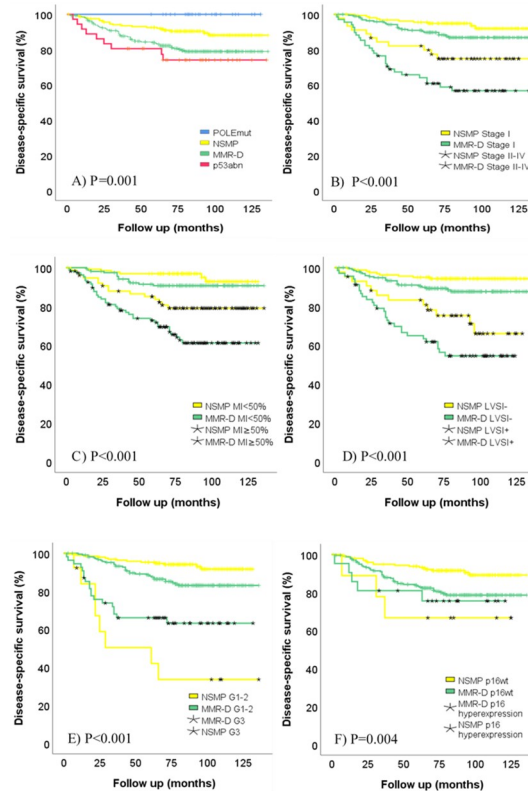 Disease-specific survival (%)
100
80
60
40
20
0
POLEmut
NSMP
MMR-D
p53abn
A) P=0.001
0 25 50 75 100 125
Follow up (months)
Disease-specific survival (%)
100
80
60
40
20
0
NSMP Stage I
MMR-D Stage I
NSMP Stage II-IV
MMR-D Stage II-IV
B) P<0.001
0 25 50 75 100 125
Follow up (months)
Disease-specific survival (%)
100
80
60
40
20
0
NSMP MI<50%
MMR-D MI<50%
NSMP MI≥50%
MMR-D MI≥50%
C) P<0.001
0 25 50 75 100 125
Follow up (months)
Disease-specific survival (%)
100
80
60
40
20
0
NSMP LVSI-
MMR-D LVSI-
NSMP LVSI+
MMR-D LVSI+
D) P<0.001
0 25 50 75 100 125
Follow up (months)
Disease-specific survival (%)
100
80
60
40
20
0
NSMP G1-2
MMR-D G1-2
MMR-D G3
NSMP G3
E) P<0.001
0 25 50 75 100 125
Follow up (months)
Disease-specific survival (%)
100
80
60
40
20
0
NSMP p16wt
MMR-D p16wt
MMR-D p16
hyperexpression
NSMP p16
hyperexpression
F) P=0.004
0 25 50 75 100 125
Follow up (months)